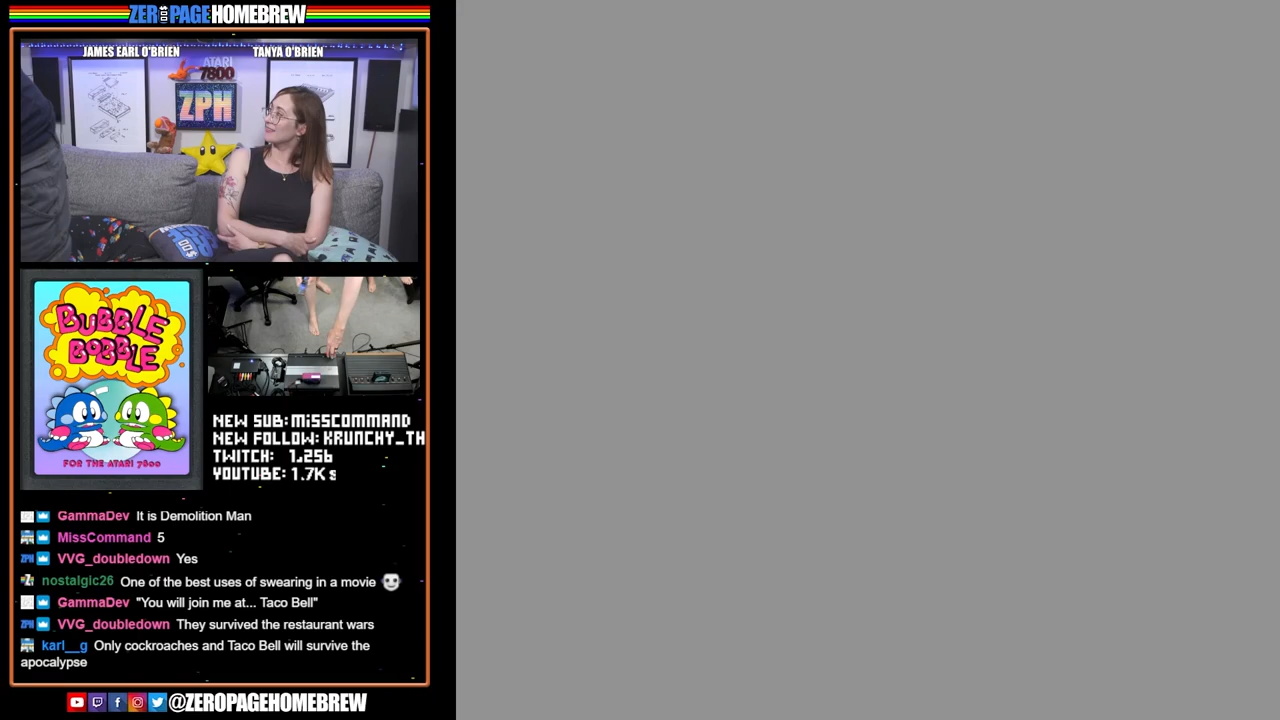 ZER PAGE HOMEBREW
JAMES EARL O'BRIEN
TANYA O'BRIEN
ATARI
7800
ZPH
BUBBLE
BOBBLE
FOR THE ATARI 7800
NEW SUB: MISSCOMMAND
NEW FOLLOW: KRUNCHY_TH
TWITCH: 1,256
YOUTUBE: 1.7K s
GammaDev It is Demolition Man
MissCommand 5
VVG_doubledown Yes
nostalgic26 One of the best uses of swearing in a movie
GammaDev "You will join me at... Taco Bell"
VVG_doubledown They survived the restaurant wars
karl__g Only cockroaches and Taco Bell will survive the
apocalypse
@ZEROPAGEHOMEBREW